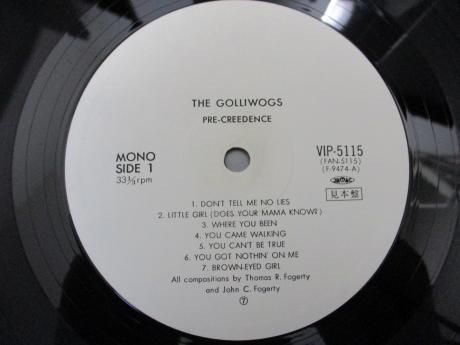 THE GOLLIWOGS
PRE-CREEDENCE
MONO
SIDE 1
33⅓rpm
VIP-5115
(FAN-5115)
(F-9474-A)
見本盤
1. DON'T TELL ME NO LIES
2. LITTLE GIRL (DOES YOUR MAMA KNOW?)
3. WHERE YOU BEEN
4. YOU CAME WALKING
5. YOU CAN'T BE TRUE
6. YOU GOT NOTHIN' ON ME
7. BROWN-EYED GIRL
All compositions by Thomas R. Fogerty
and John C. Fogerty
⑦